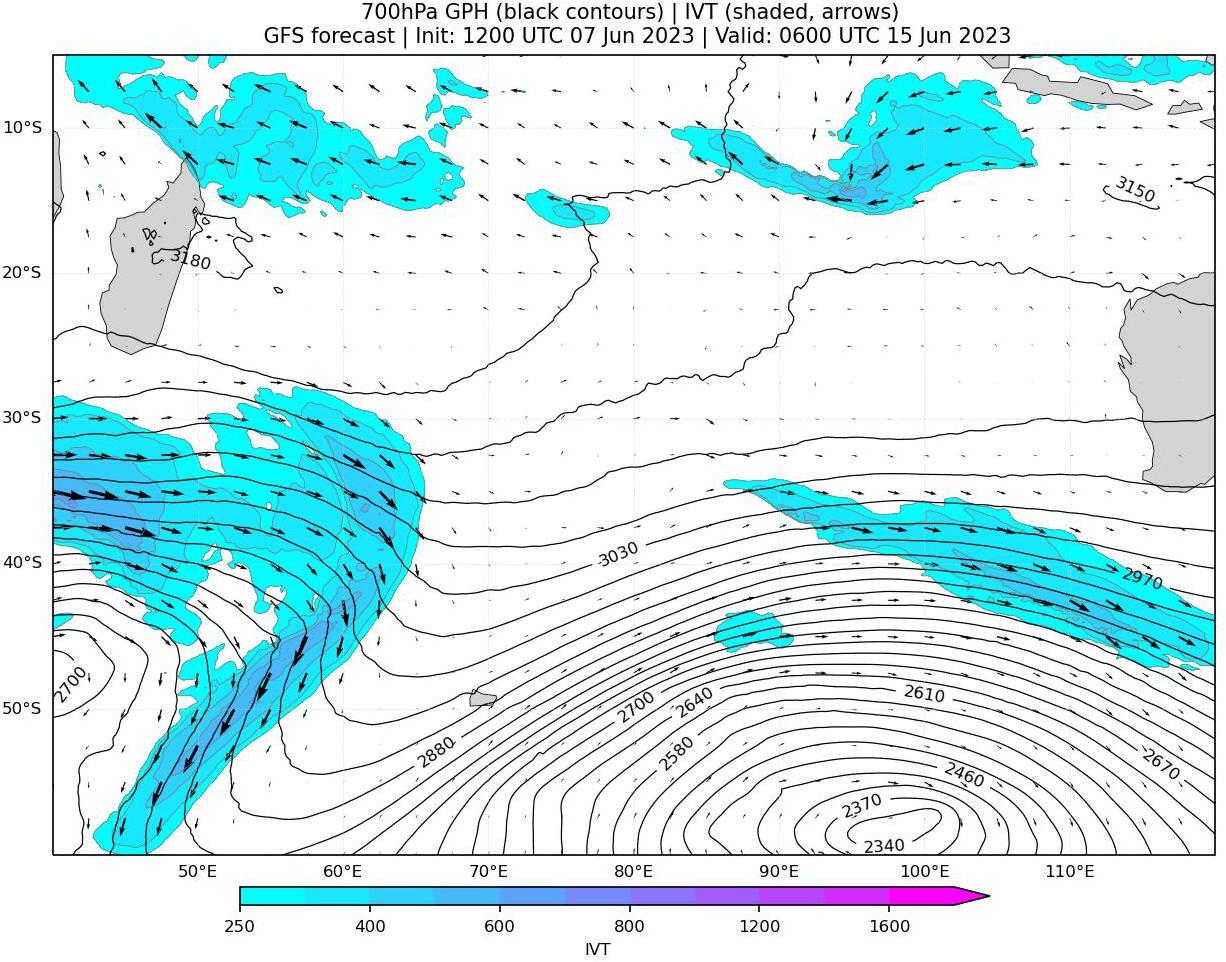 700hPa GPH (black contours) | IVT (shaded, arrows)
GFS forecast | Init: 1200 UTC 07 Jun 2023 | Valid: 0600 UTC 15 Jun 2023
10°S
3150
3180
20°S
30°S
3030
40°S
2970
2700
50°S
2700
2640
2610
2880
2580
2670
2460
2370
2340
50°E
60°E
70°E
80°E
90°E
100°E
110°E
250
400
600
800
1200
1600
IVT